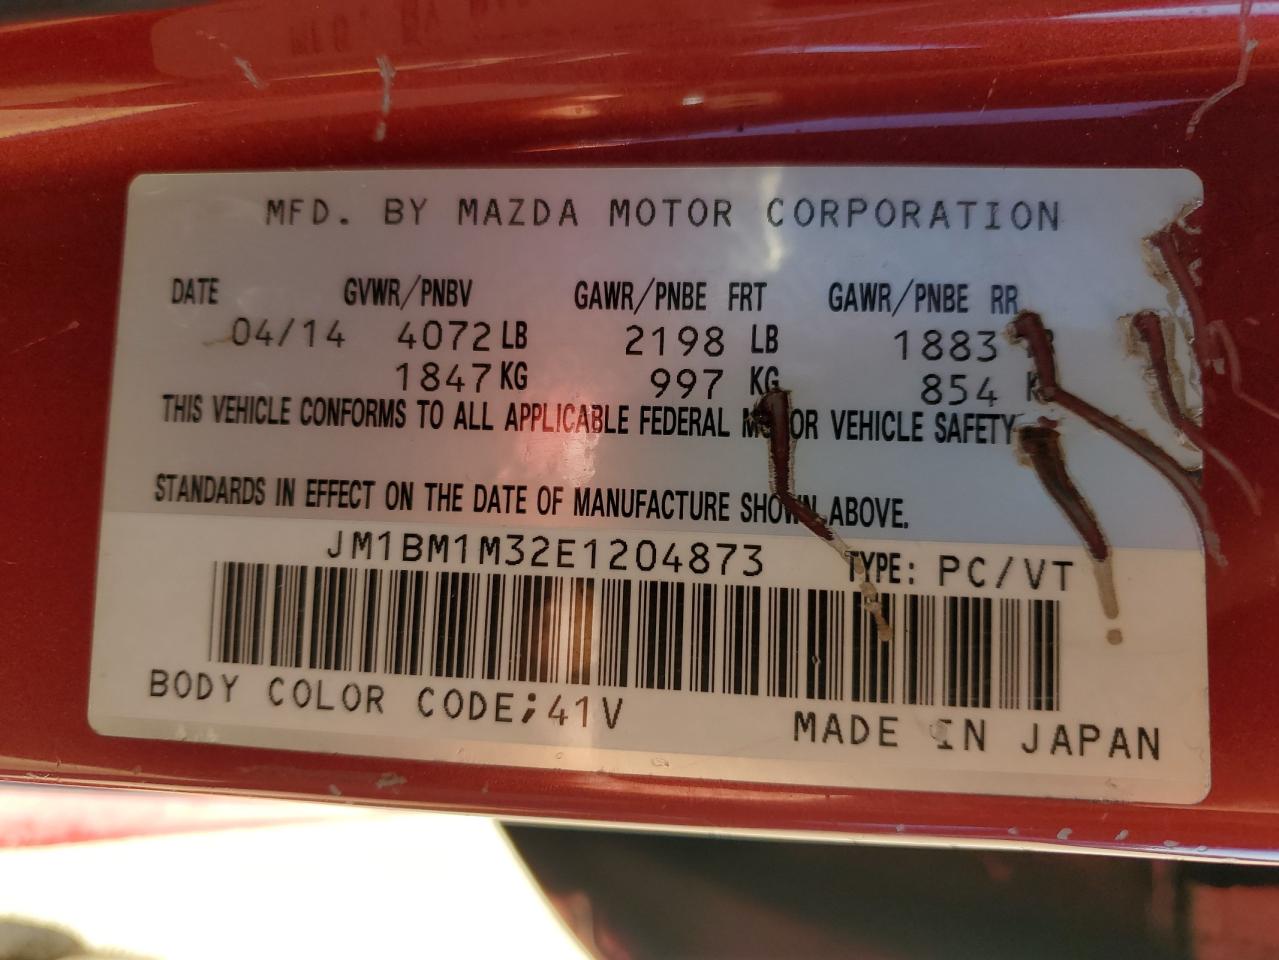 MFD. BY MAZDA MOTOR CORPORATION
DATE GVWR/PNBV GAWR/PNBE FRT GAWR/PNBE RR
04/14 4072 LB 2198 LB 1883
1847 KG 997 KG 854
THIS VEHICLE CONFORMS TO ALL APPLICABLE FEDERAL MOTOR VEHICLE SAFETY
STANDARDS IN EFFECT ON THE DATE OF MANUFACTURE SHOWN ABOVE.
JM1BM1M32E1204873 TYPE: PC/VT
BODY COLOR CODE;41V MADE IN JAPAN